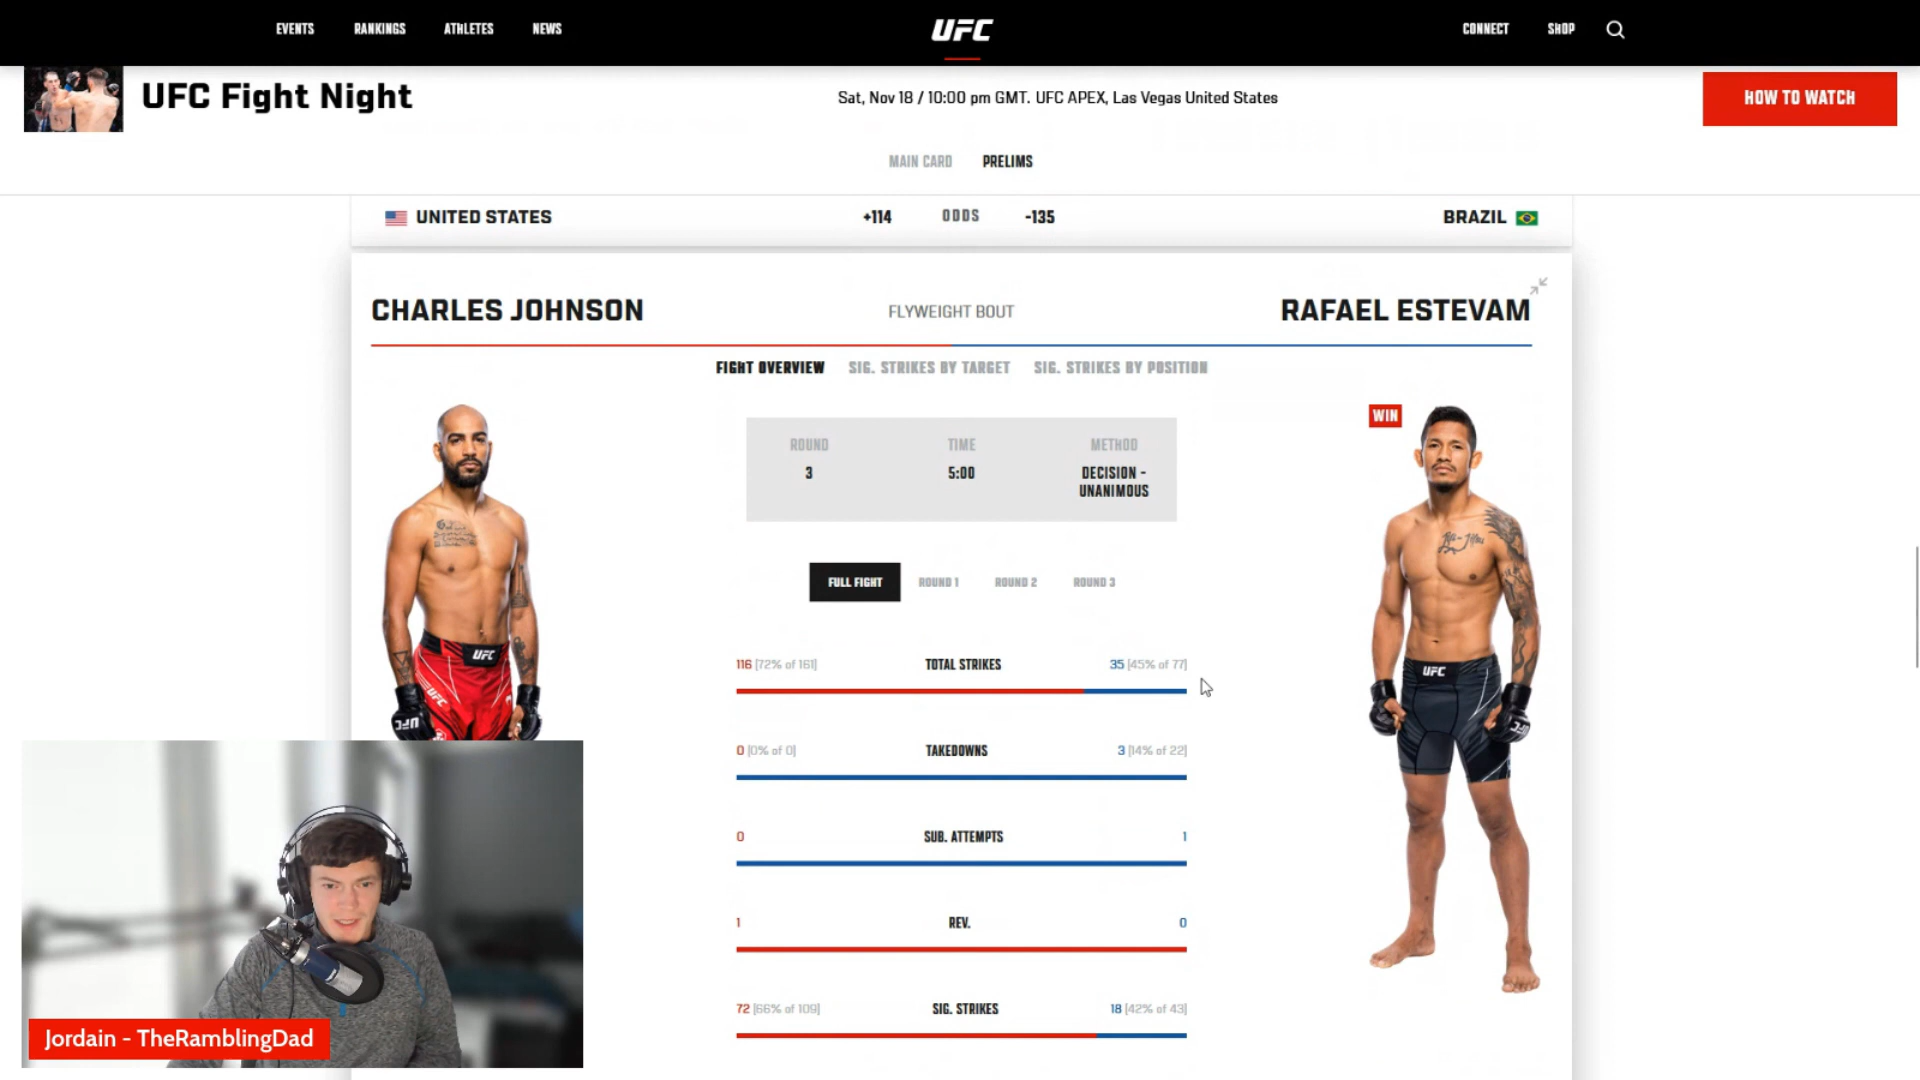 EVENTS RANKINGS ATHLETES NEWS UFC CONNECT SHOP
UFC Fight Night
Sat, Nov 18 / 10:00 pm GMT. UFC APEX, Las Vegas United States
HOW TO WATCH
MAIN CARD PRELIMS
UNITED STATES +114 ODDS -135 BRAZIL
CHARLES JOHNSON FLYWEIGHT BOUT RAFAEL ESTEVAM
FIGHT OVERVIEW SIG. STRIKES BY TARGET SIG. STRIKES BY POSITION
WIN
ROUND TIME METHOD
3 5:00 DECISION -
UNANIMOUS
FULL FIGHT ROUND 1 ROUND 2 ROUND 3
116 [72% of 161] TOTAL STRIKES 35 [45% of 77]
UFC
UFC
UFC
UFC
0 [0% of 0] TAKEDOWNS 3 [14% of 22]
0 SUB. ATTEMPTS 1
1 REV. 0
72 [66% of 109] SIG. STRIKES 18 [42% of 43]
Jordain - TheRamblingDad